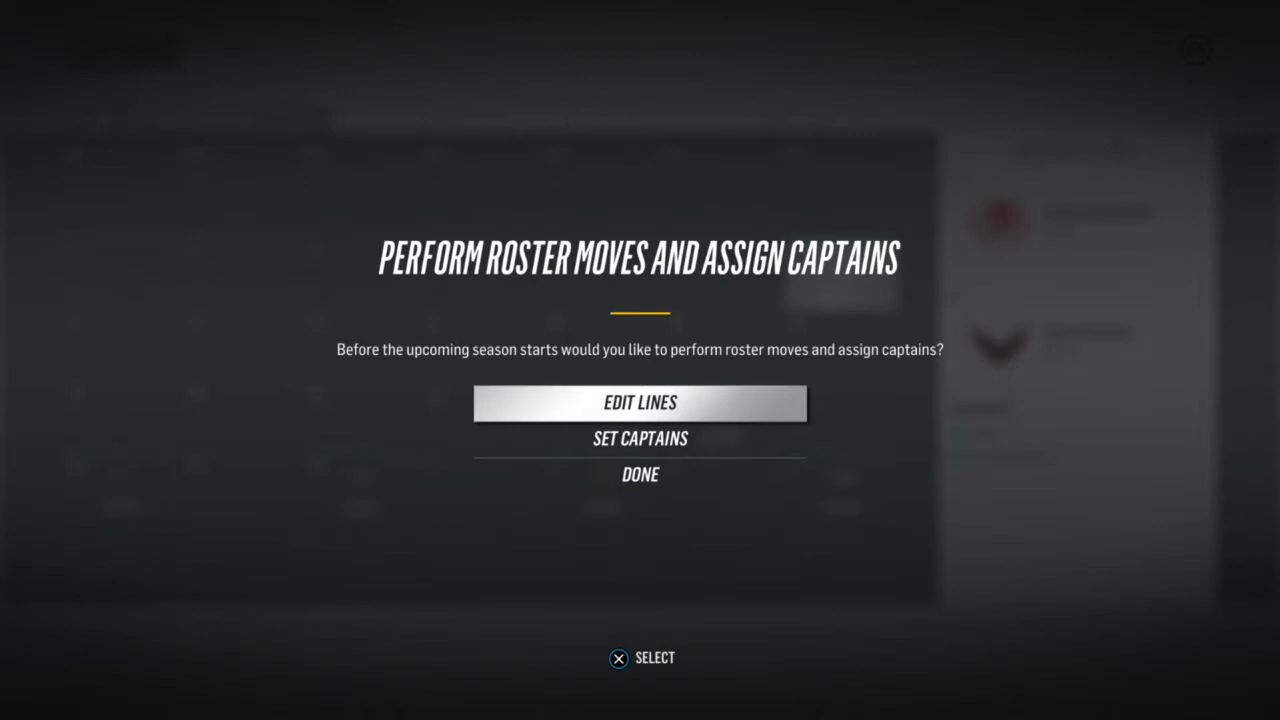 PERFORM ROSTER MOVES AND ASSIGN CAPTAINS
Before the upcoming season starts would you like to perform roster moves and assign captains?
EDIT LINES
SET CAPTAINS
DONE
SELECT